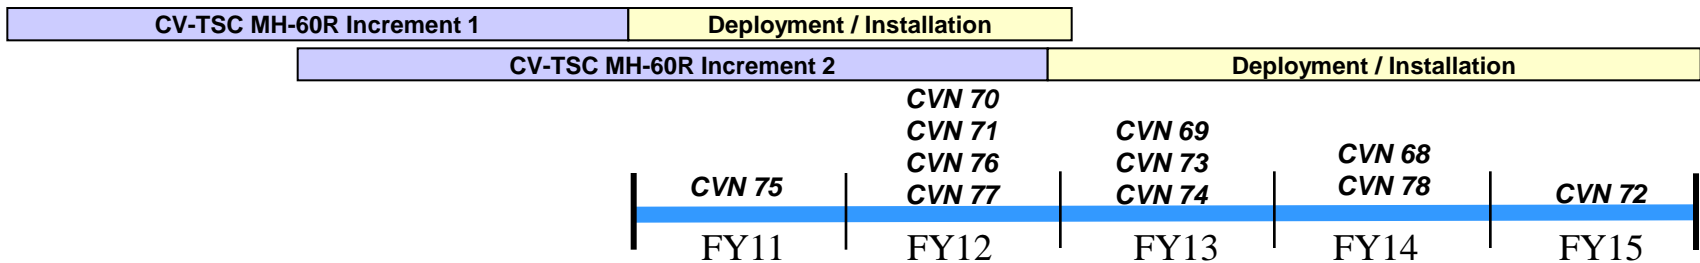 CV-TSC MH-60R Increment 1 Deployment / Installation
CV-TSC MH-60R Increment 2 Deployment / Installation
CVN 70
CVN 71 CVN 69
CVN 76 CVN 73 CVN 68
CVN 75 CVN 77 CVN 74 CVN 78 CVN 72
FY11 FY12 FY13 FY14 FY15